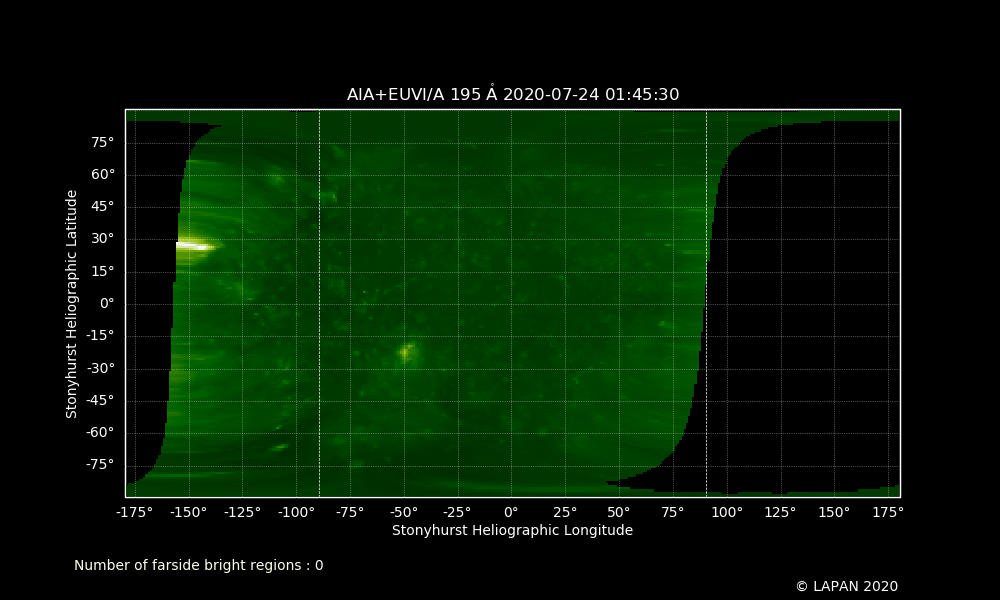 AIA+EUVI/A 195 Å 2020-07-24 01:45:30
75°
60°
45°
30°
15°
0°
-15°
-30°
-45°
-60°
-75°
Stonyhurst Heliographic Latitude
-175° -150° -125° -100° -75° -50° -25° 0° 25° 50° 75° 100° 125° 150° 175°
Stonyhurst Heliographic Longitude
Number of farside bright regions : 0
© LAPAN 2020